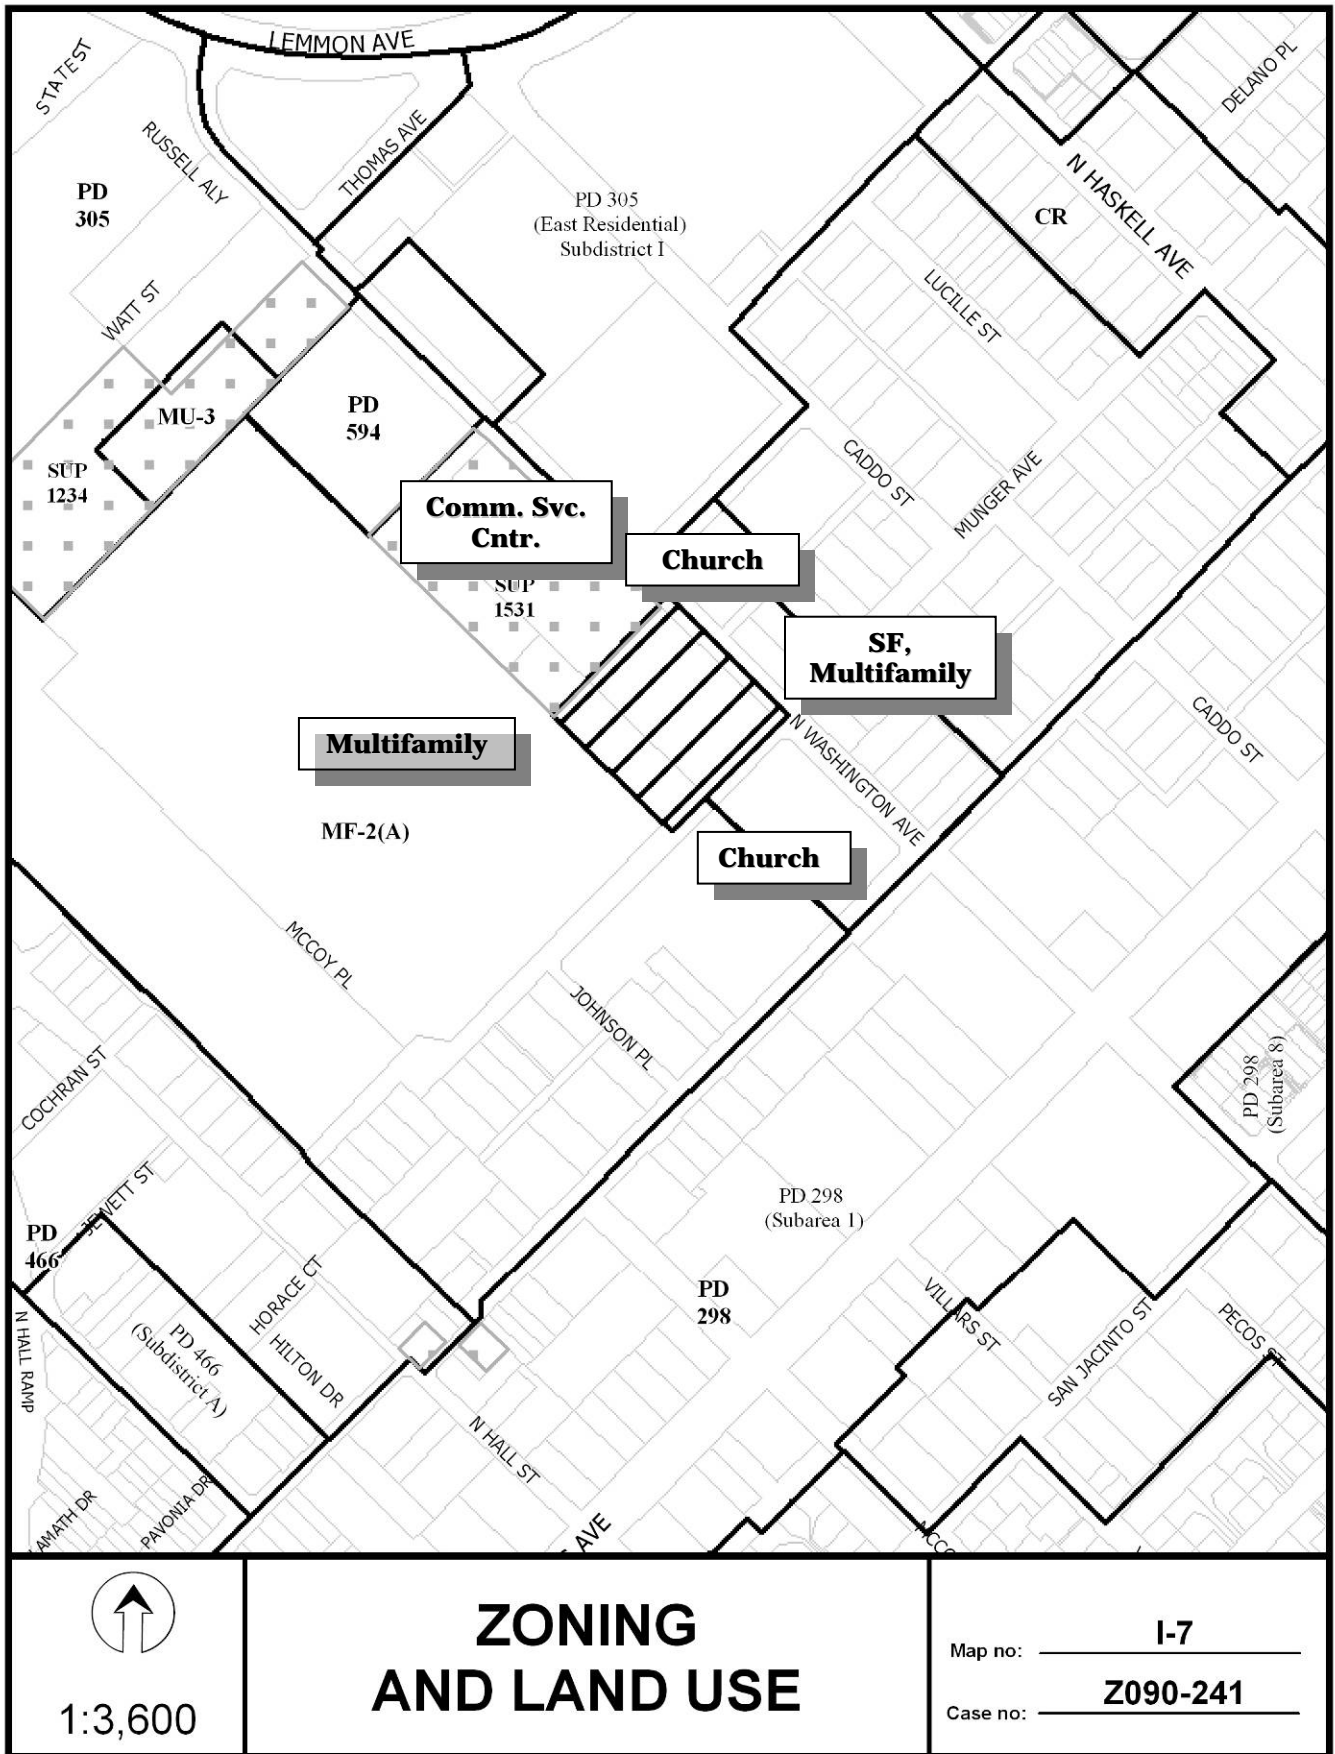 LEMMON AVE
STATE ST
DELANO PL
RUSSELL ALY
THOMAS AVE
N HASKELL AVE
PD
305
PD 305
(East Residential)
Subdistrict I
CR
WATT ST
LUCILLE ST
MU-3
PD
594
SUP
1234
CADDO ST
MUNGER AVE
Comm. Svc.
Cntr.
Church
SUP
1531
SF,
Multifamily
Multifamily
N WASHINGTON AVE
CADDO ST
MF-2(A)
Church
MCCOY PL
JOHNSON PL
COCHRAN ST
PD 298
(Subarea 8)
JEWETT ST
PD 298
(Subarea 1)
PD
466
HORACE CT
PD
298
VILLARS ST
SAN JACINTO ST
PECOS ST
N HALL RAMP
PD 466
(Subdistrict A)
HILTON DR
N HALL ST
AMATH DR
PAVONIA DR
AVE
MCCO
ZONING
AND LAND USE
1:3,600
Map no: I-7
Case no: Z090-241